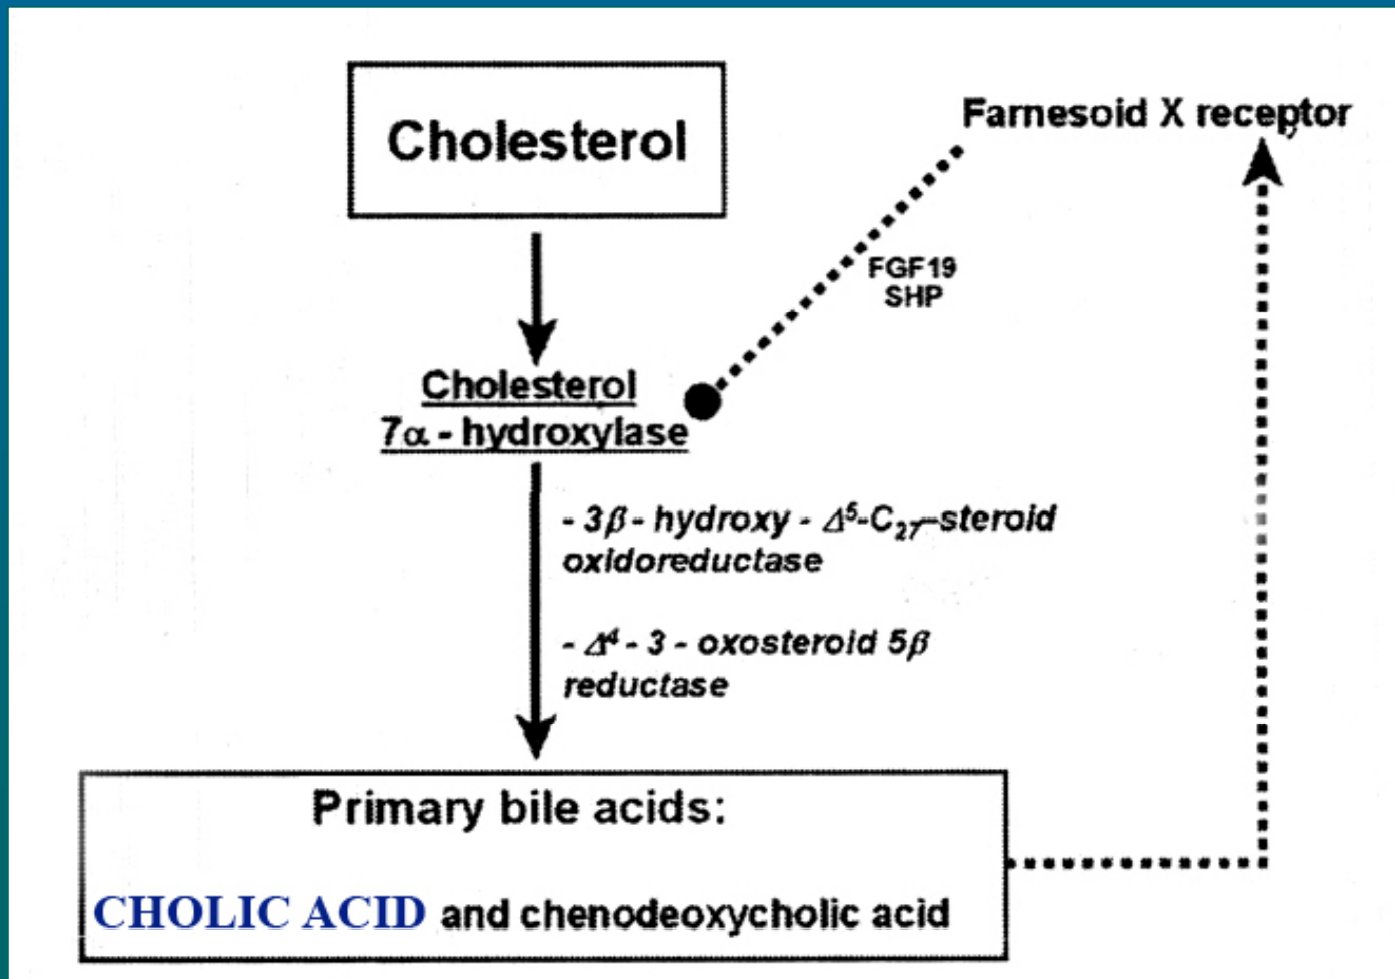 Cholesterol
Farnesoid X receptor
FGF19
SHP
Cholesterol
7α - hydroxylase
- 3β - hydroxy - Δ⁵-C₂₇-steroid
oxidoreductase
- Δ⁴ - 3 - oxosteroid 5β
reductase
Primary bile acids:
CHOLIC ACID and chenodeoxycholic acid